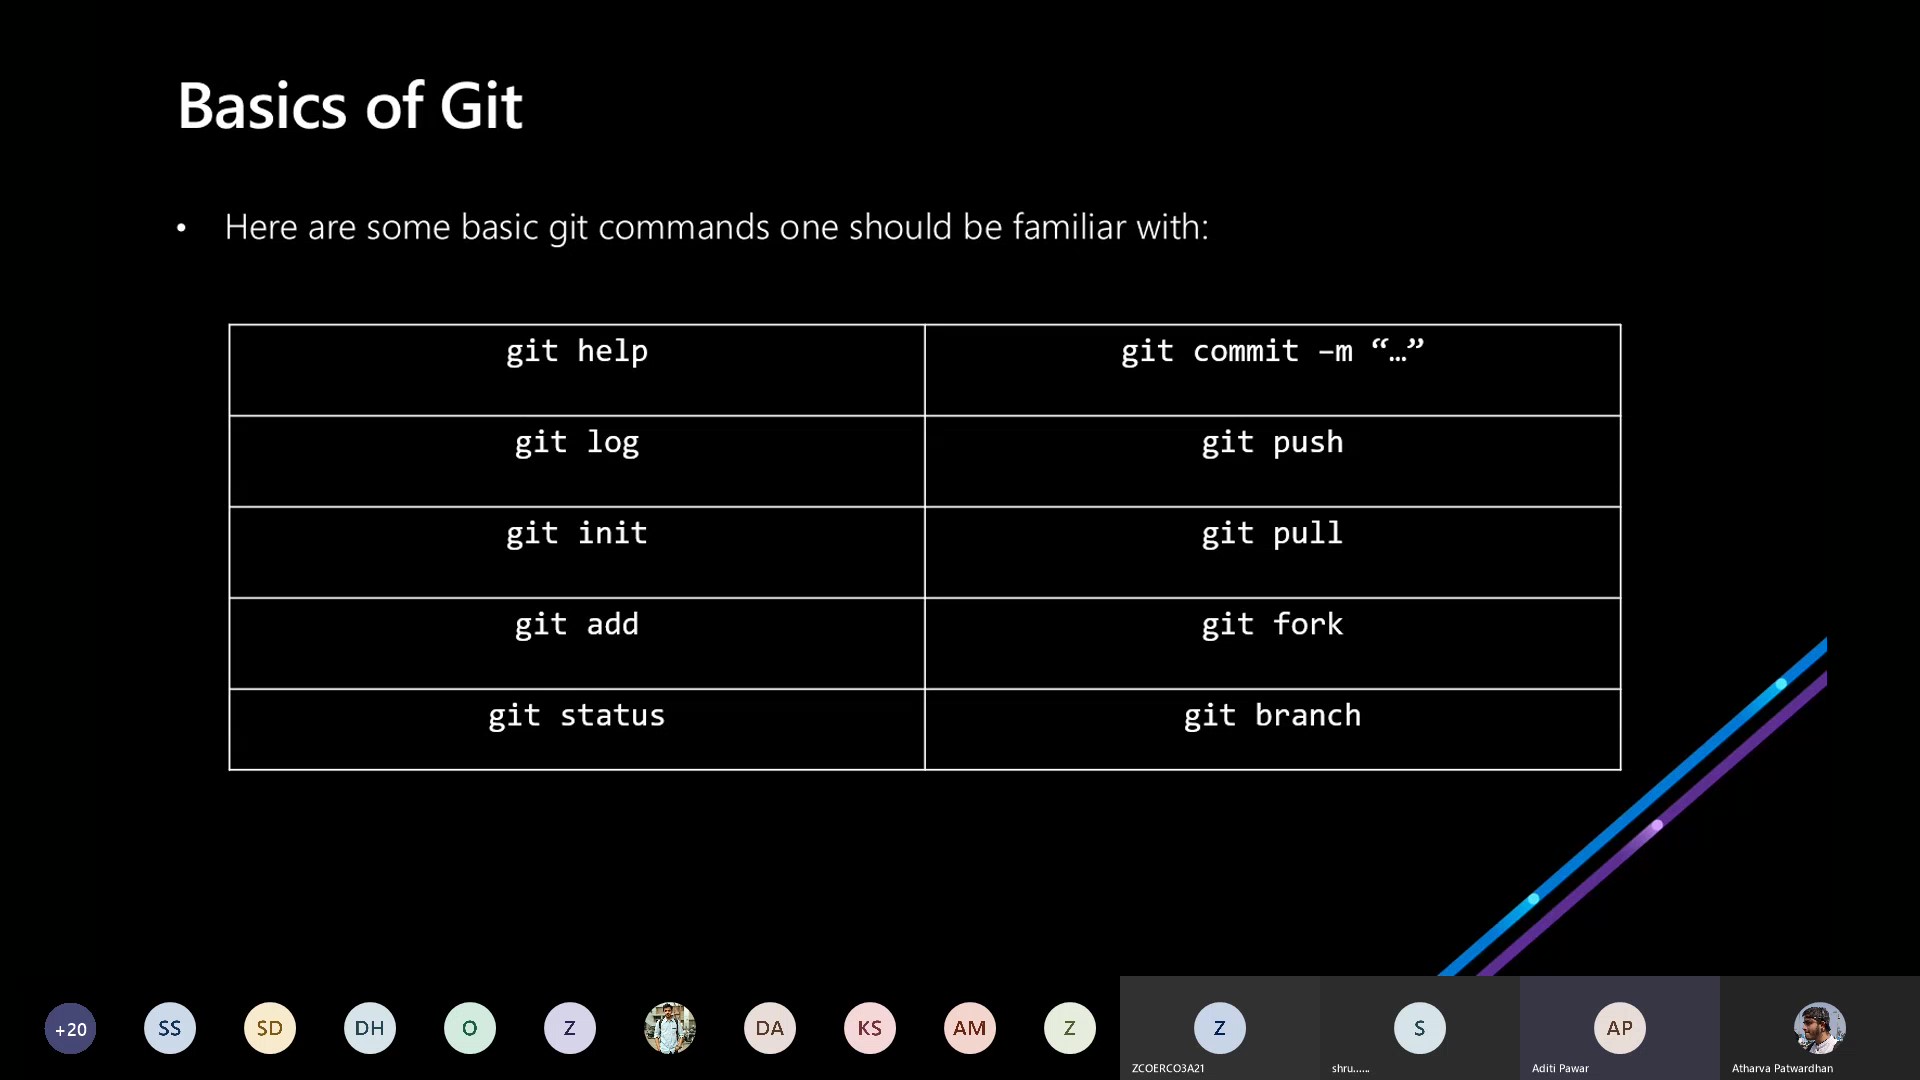 Basics of Git
• Here are some basic git commands one should be familiar with:
git help
git commit –m “…”
git log
git push
git init
git pull
git add
git fork
git status
git branch
+20
SS
SD
DH
O
Z
DA
KS
AM
Z
Z
S
AP
ZCOERCO3A21
shru......
Aditi Pawar
Atharva Patwardhan